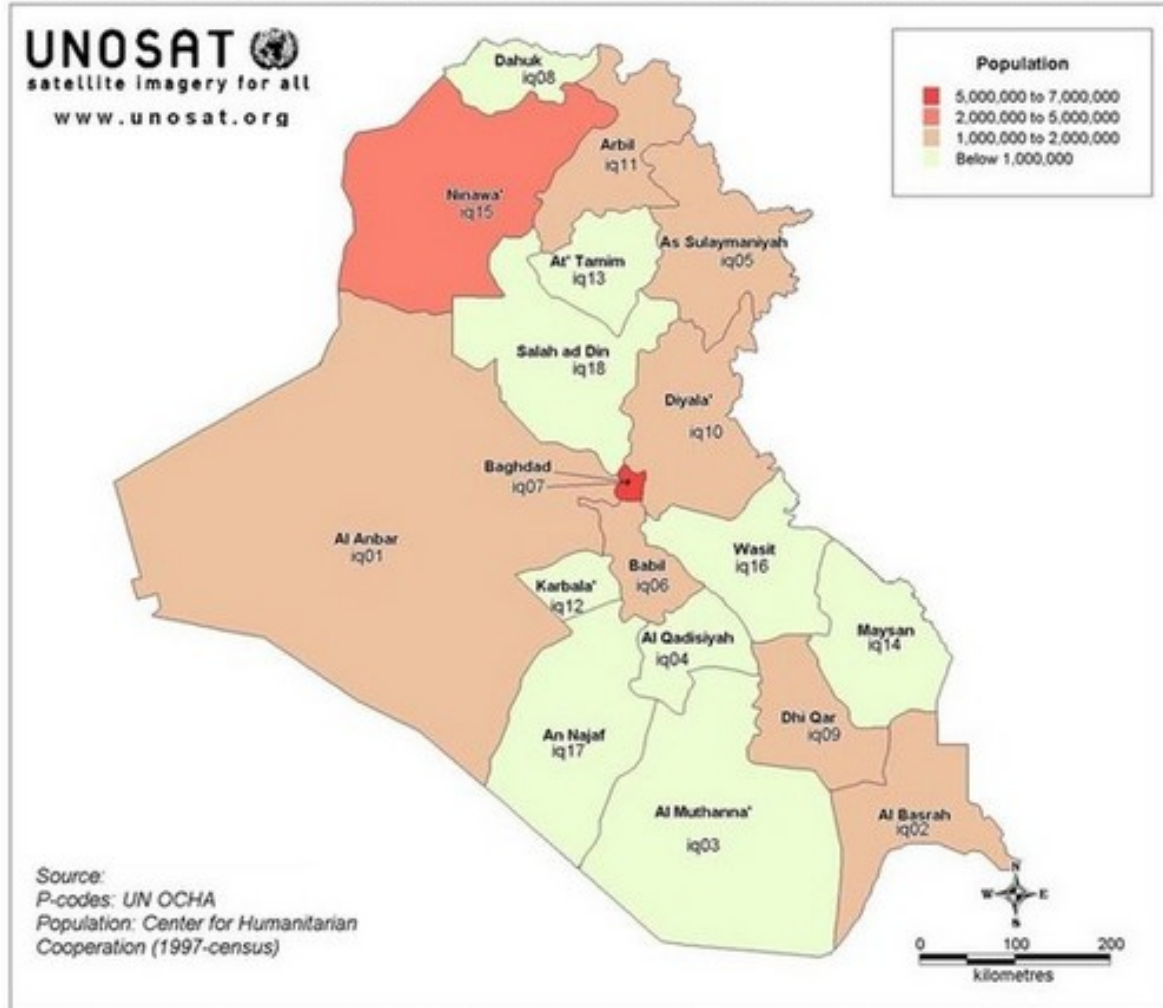 UNOSAT
satellite imagery for all
www.unosat.org
Population
5,000,000 to 7,000,000
2,000,000 to 5,000,000
1,000,000 to 2,000,000
Below 1,000,000
Dahuk
iq08
Arbil
iq11
Ninawa'
iq15
As Sulaymaniyah
iq05
At' Tamim
iq13
Salah ad Din
iq18
Diyala'
iq10
Baghdad
iq07
Al Anbar
iq01
Wasit
iq16
Babil
iq06
Karbala'
iq12
Al Qadisiyah
iq04
Maysan
iq14
Dhi Qar
iq09
An Najaf
iq17
Al Muthanna'
iq03
Al Basrah
iq02
Source:
P-codes: UN OCHA
Population: Center for Humanitarian
Cooperation (1997-census)
N
W E
S
0 100 200
kilometres